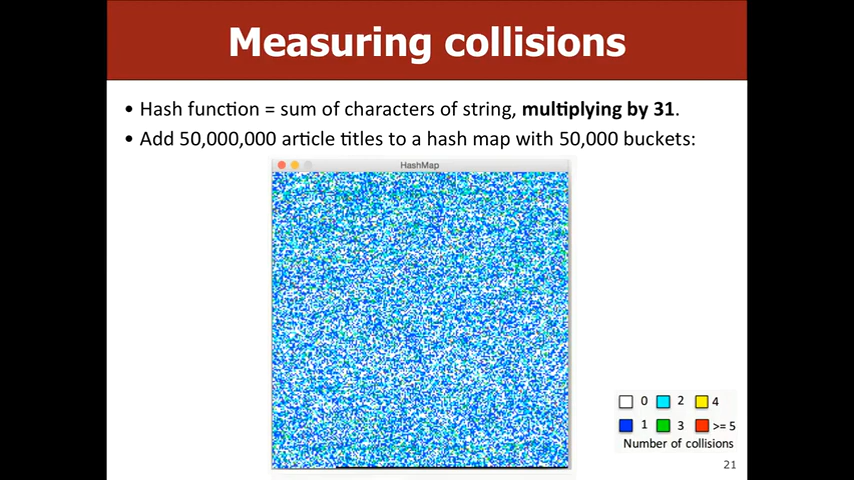 Measuring collisions
• Hash function = sum of characters of string, multiplying by 31.
• Add 50,000,000 article titles to a hash map with 50,000 buckets:
HashMap
0 2 4
1 3 >= 5
Number of collisions
21